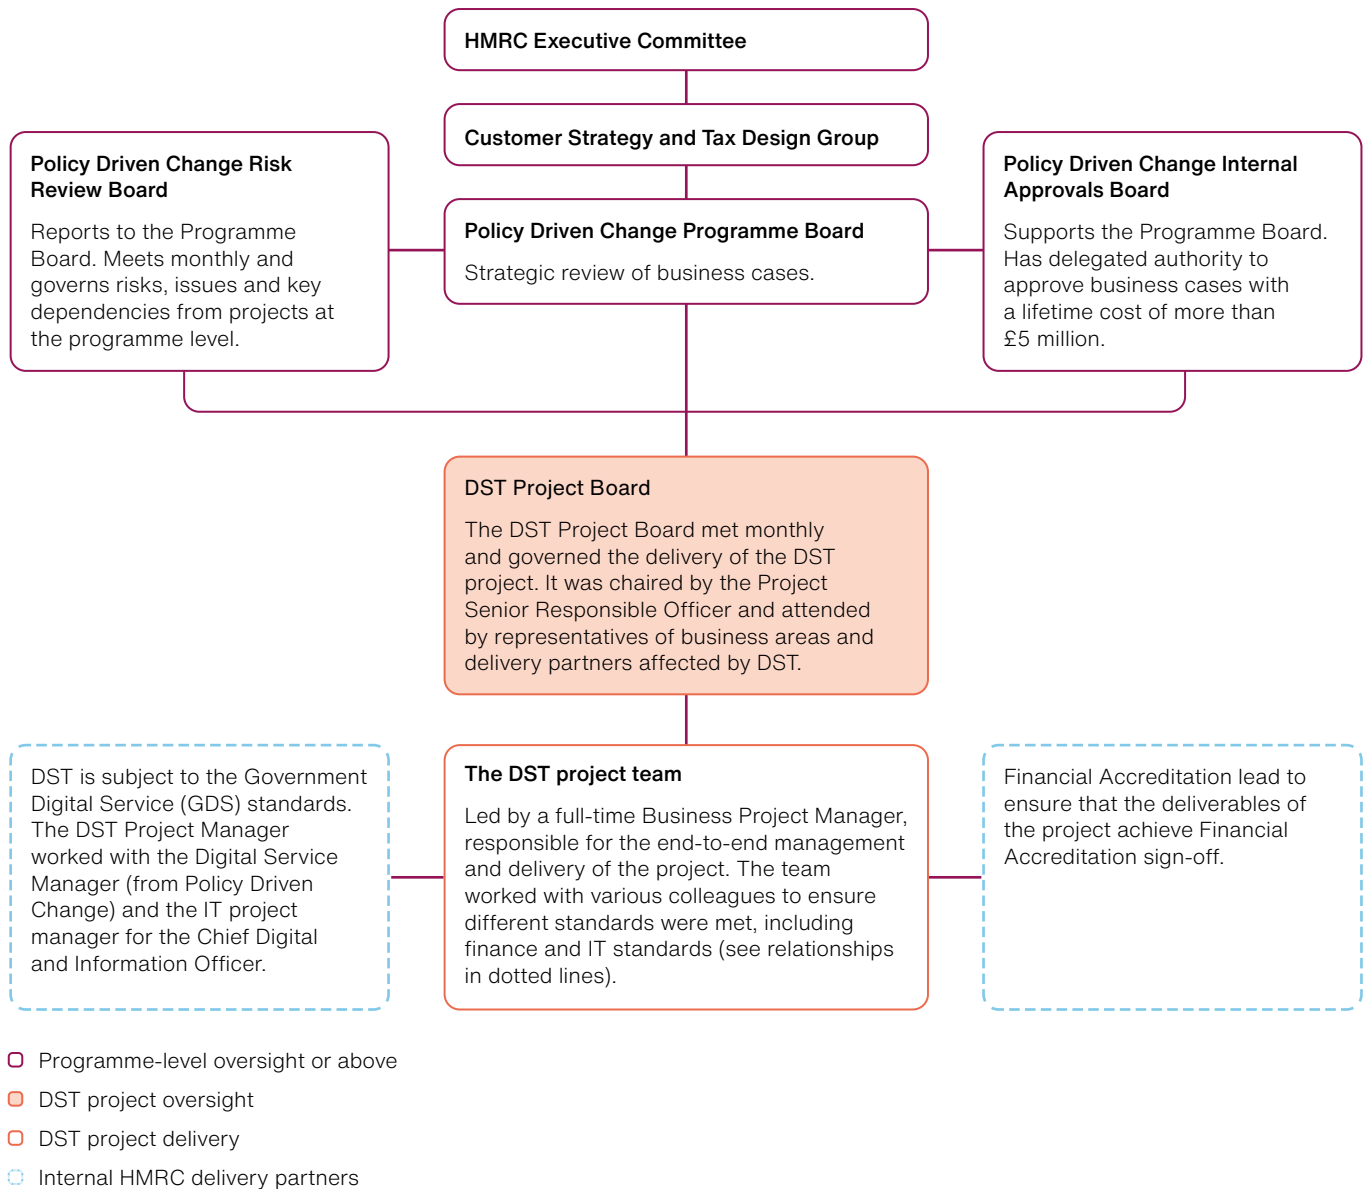 HMRC Executive Committee
Customer Strategy and Tax Design Group
Policy Driven Change Risk
Review Board
Reports to the Programme
Board. Meets monthly and
governs risks, issues and key
dependencies from projects at
the programme level.
Policy Driven Change Programme Board
Strategic review of business cases.
Policy Driven Change Internal
Approvals Board
Supports the Programme Board.
Has delegated authority to
approve business cases with
a lifetime cost of more than
£5 million.
DST Project Board
The DST Project Board met monthly
and governed the delivery of the DST
project. It was chaired by the Project
Senior Responsible Officer and attended
by representatives of business areas and
delivery partners affected by DST.
DST is subject to the Government
Digital Service (GDS) standards.
The DST Project Manager
worked with the Digital Service
Manager (from Policy Driven
Change) and the IT project
manager for the Chief Digital
and Information Officer.
The DST project team
Led by a full-time Business Project Manager,
responsible for the end-to-end management
and delivery of the project. The team
worked with various colleagues to ensure
different standards were met, including
finance and IT standards (see relationships
in dotted lines).
Financial Accreditation lead to
ensure that the deliverables of
the project achieve Financial
Accreditation sign-off.
Programme-level oversight or above
DST project oversight
DST project delivery
Internal HMRC delivery partners